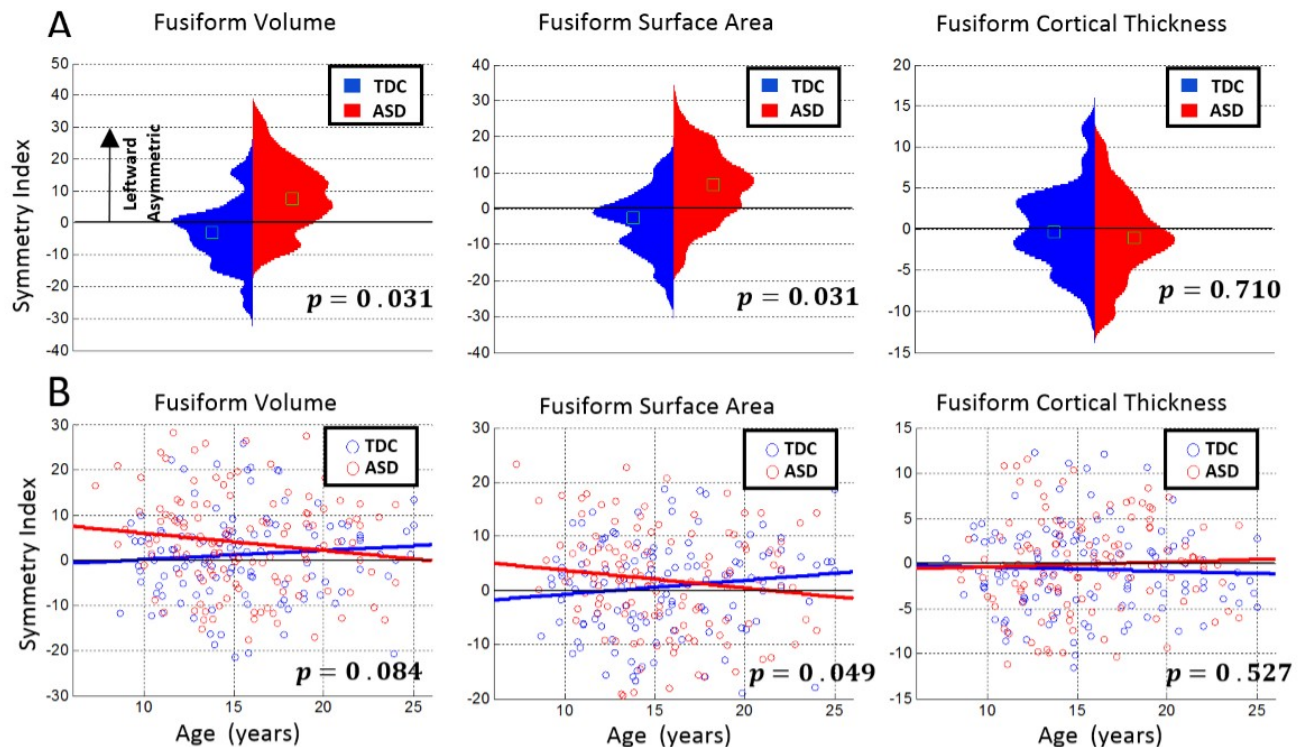 A
Fusiform Volume
Fusiform Surface Area
Fusiform Cortical Thickness
Symmetry Index
50
40
30
20
10
0
-10
-20
-30
-40
TDC
ASD
Leftward
Asymmetric
p = 0.031
40
30
20
10
0
-10
-20
-30
-40
TDC
ASD
p = 0.031
20
15
10
5
0
-5
-10
-15
TDC
ASD
p = 0.710
B
Fusiform Volume
Fusiform Surface Area
Fusiform Cortical Thickness
Symmetry Index
30
20
10
0
-10
-20
-30
TDC
ASD
p = 0.084
10
15
20
25
Age (years)
30
20
10
0
-10
-20
TDC
ASD
p = 0.049
10
15
20
25
Age (years)
15
10
5
0
-5
-10
-15
TDC
ASD
p = 0.527
10
15
20
25
Age (years)